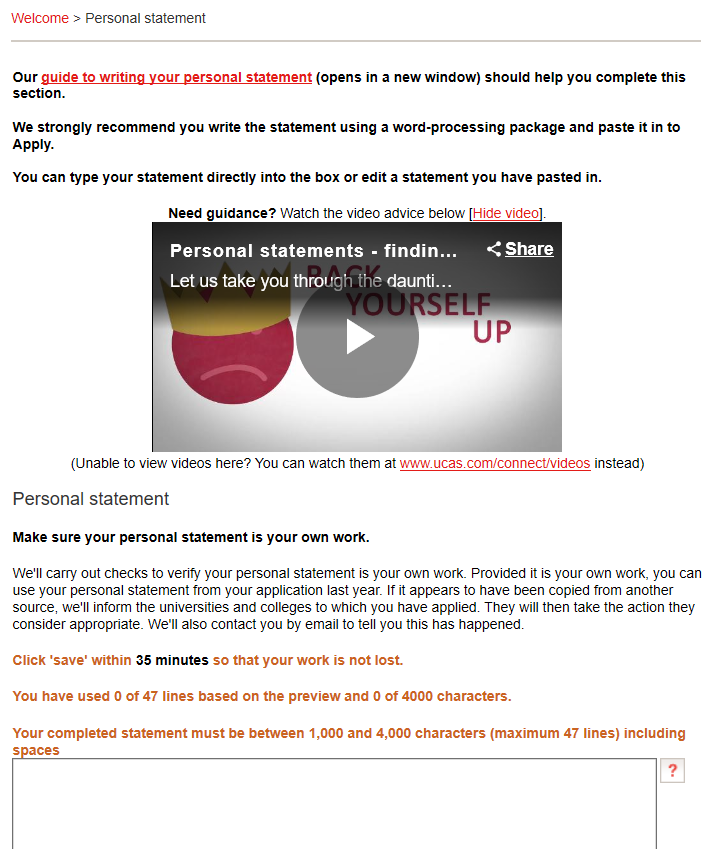 Welcome > Personal statement
Our guide to writing your personal statement (opens in a new window) should help you complete this
section.
We strongly recommend you write the statement using a word-processing package and paste it in to
Apply.
You can type your statement directly into the box or edit a statement you have pasted in.
Need guidance? Watch the video advice below [Hide video].
Personal statements - findin...
Share
Let us take you through the daunti...
BACK
YOURSELF
UP
(Unable to view videos here? You can watch them at www.ucas.com/connect/videos instead)
Personal statement
Make sure your personal statement is your own work.
We'll carry out checks to verify your personal statement is your own work. Provided it is your own work, you can
use your personal statement from your application last year. If it appears to have been copied from another
source, we'll inform the universities and colleges to which you have applied. They will then take the action they
consider appropriate. We'll also contact you by email to tell you this has happened.
Click 'save' within 35 minutes so that your work is not lost.
You have used 0 of 47 lines based on the preview and 0 of 4000 characters.
Your completed statement must be between 1,000 and 4,000 characters (maximum 47 lines) including
spaces
?